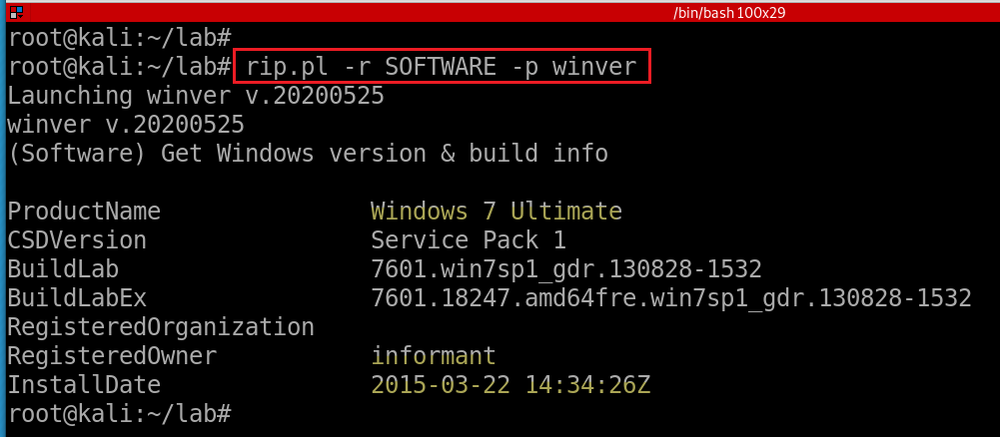 /bin/bash 100x29
root@kali:~/lab#
root@kali:~/lab# rip.pl -r SOFTWARE -p winver
Launching winver v.20200525
winver v.20200525
(Software) Get Windows version & build info
ProductName Windows 7 Ultimate
CSDVersion Service Pack 1
BuildLab 7601.win7sp1_gdr.130828-1532
BuildLabEx 7601.18247.amd64fre.win7sp1_gdr.130828-1532
RegisteredOrganization
RegisteredOwner informant
InstallDate 2015-03-22 14:34:26Z
root@kali:~/lab#